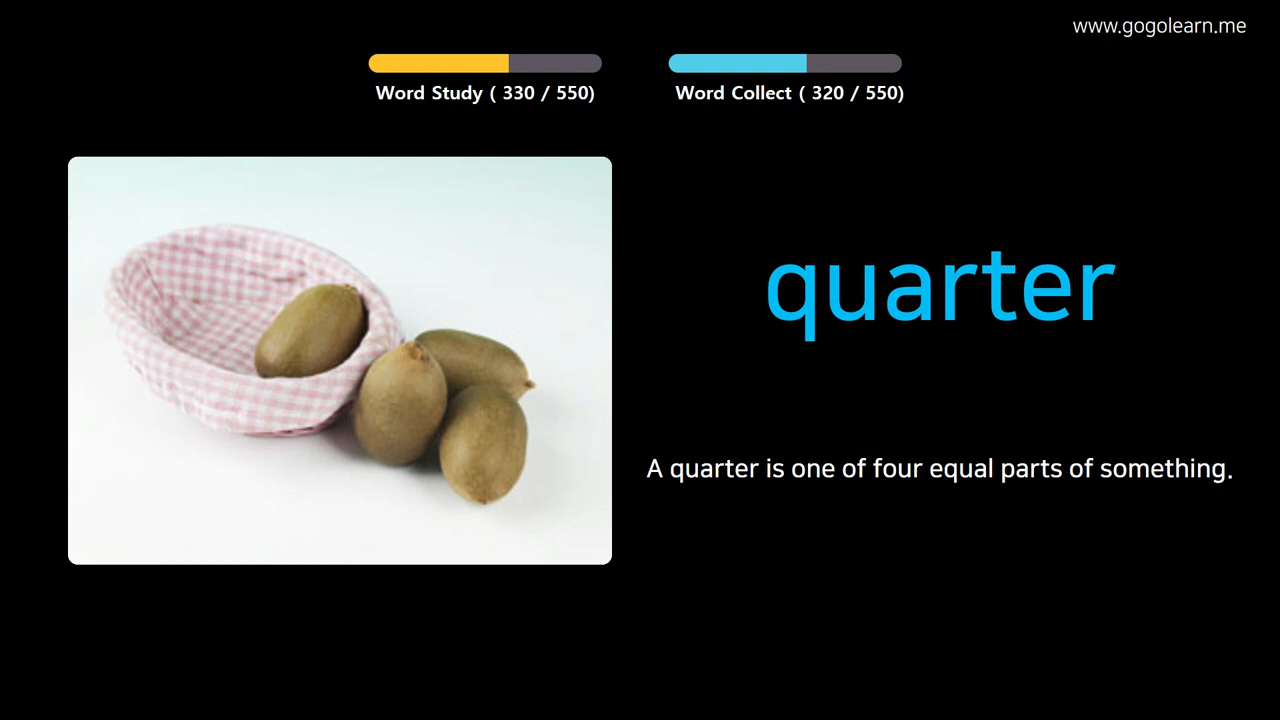 www.gogolearn.me
Word Study ( 330 / 550)
Word Collect ( 320 / 550)
quarter
A quarter is one of four equal parts of something.